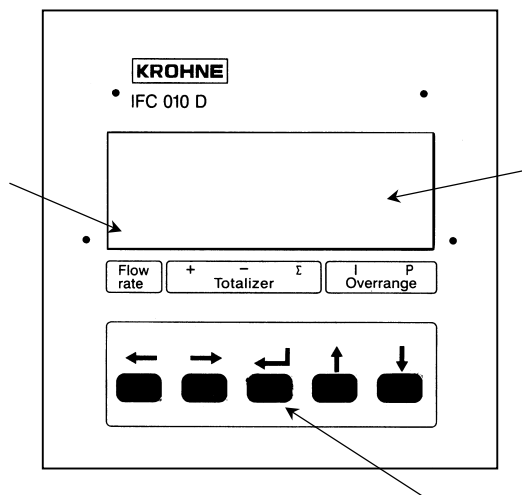 KROHNE
IFC 010 D
Flow rate
+ − Σ
Totalizer
I P
Overrange